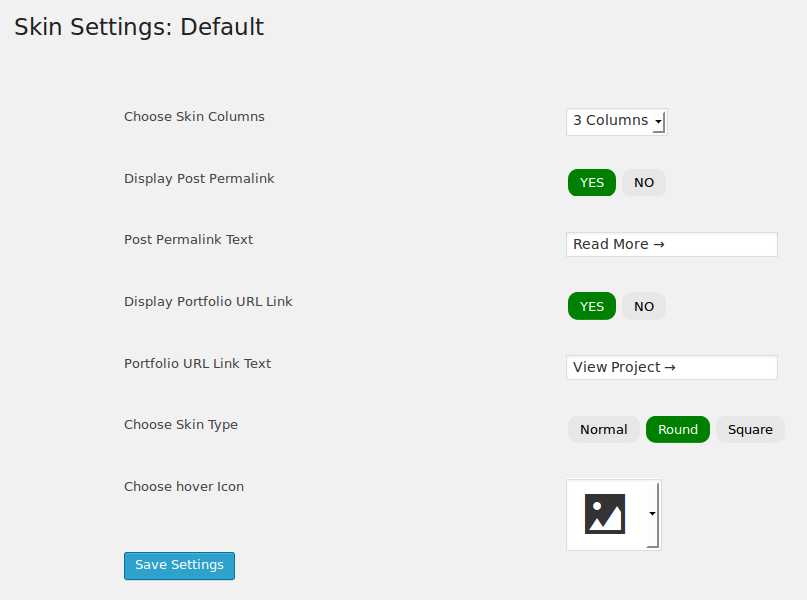 Skin Settings: Default
Choose Skin Columns 3 Columns
Display Post Permalink YES NO
Post Permalink Text Read More →
Display Portfolio URL Link YES NO
Portfolio URL Link Text View Project →
Choose Skin Type Normal Round Square
Choose hover Icon
Save Settings